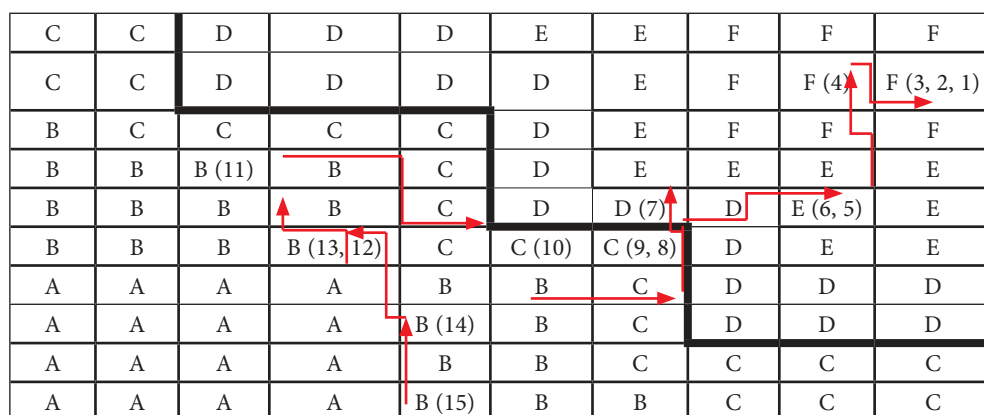 C C D D D E E F F F
C C D D D D E F F (4) F (3, 2, 1)
B C C C C D E F F F
B B B (11) B C D E E E E
B B B B C D D (7) D E (6, 5) E
B B B B (13, 12) C C (10) C (9, 8) D E E
A A A A B B C D D D
A A A A B (14) B C D D D
A A A A B B C C C C
A A A A B (15) B B C C C